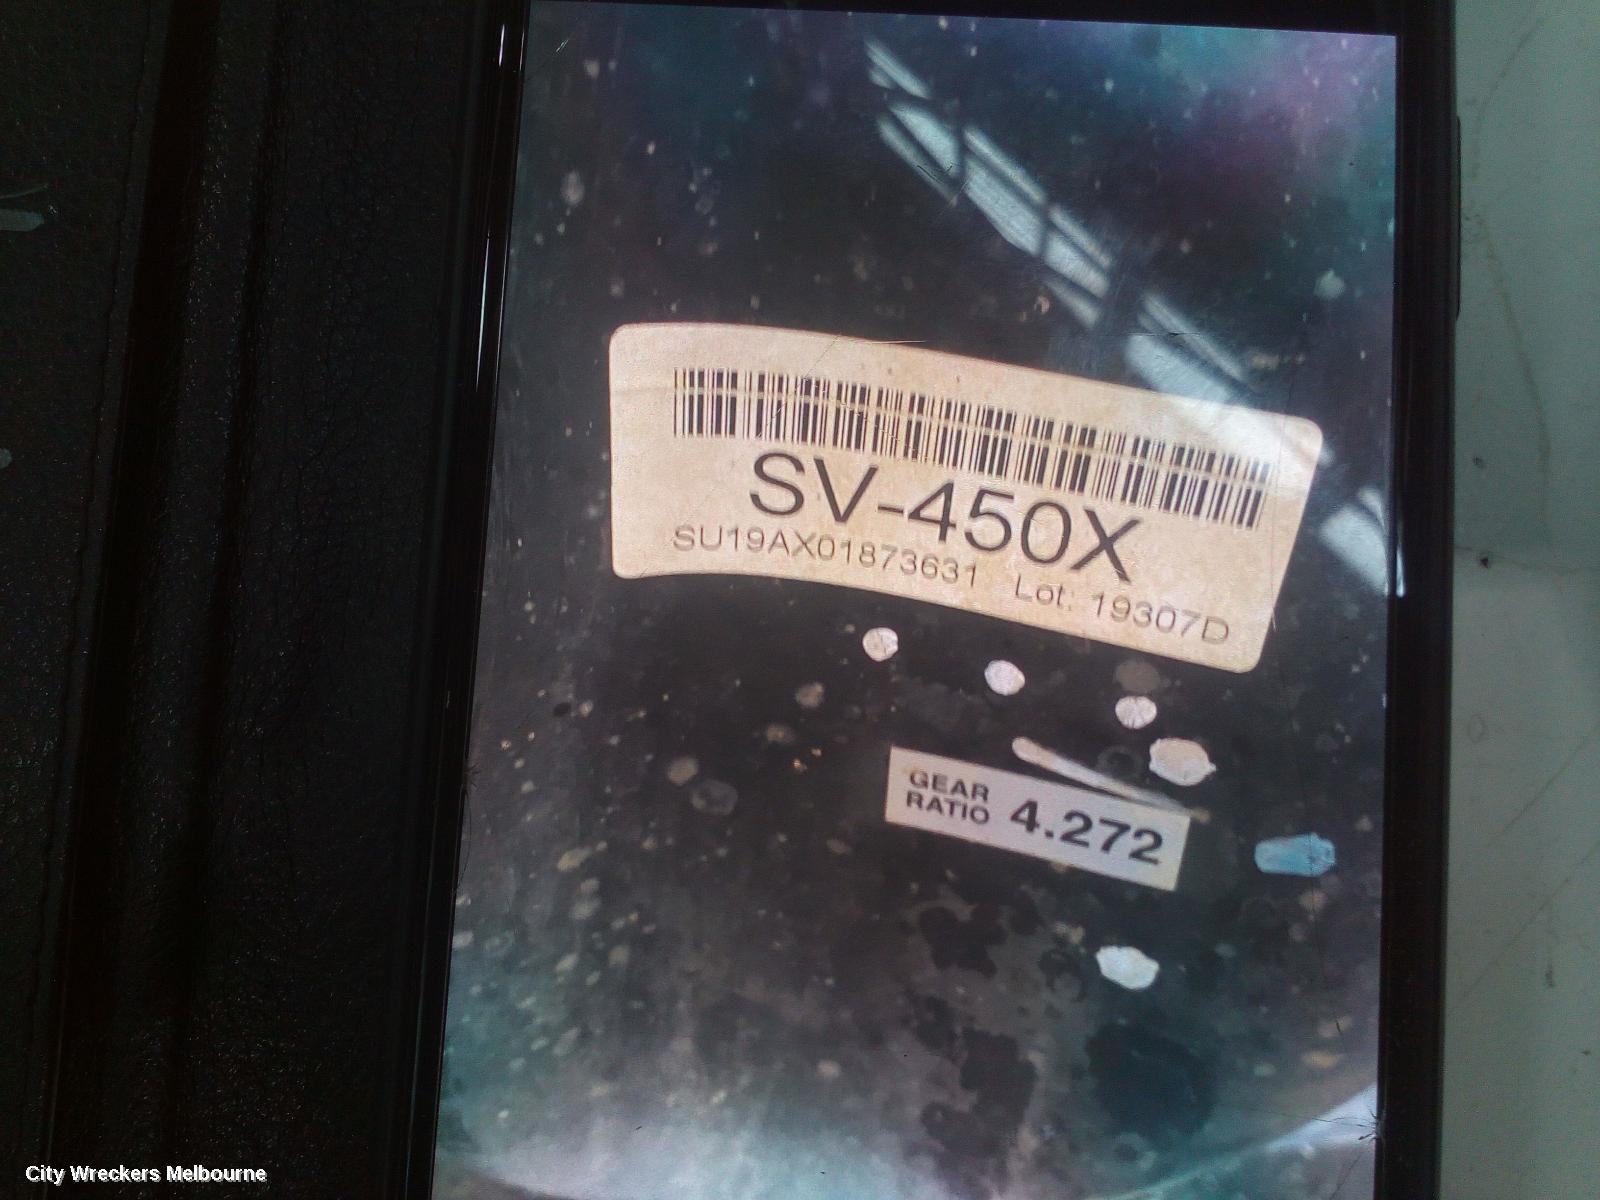 SV-450X
SU19AX01873631 Lot: 19307D
GEAR
RATIO 4.272
City Wreckers Melbourne